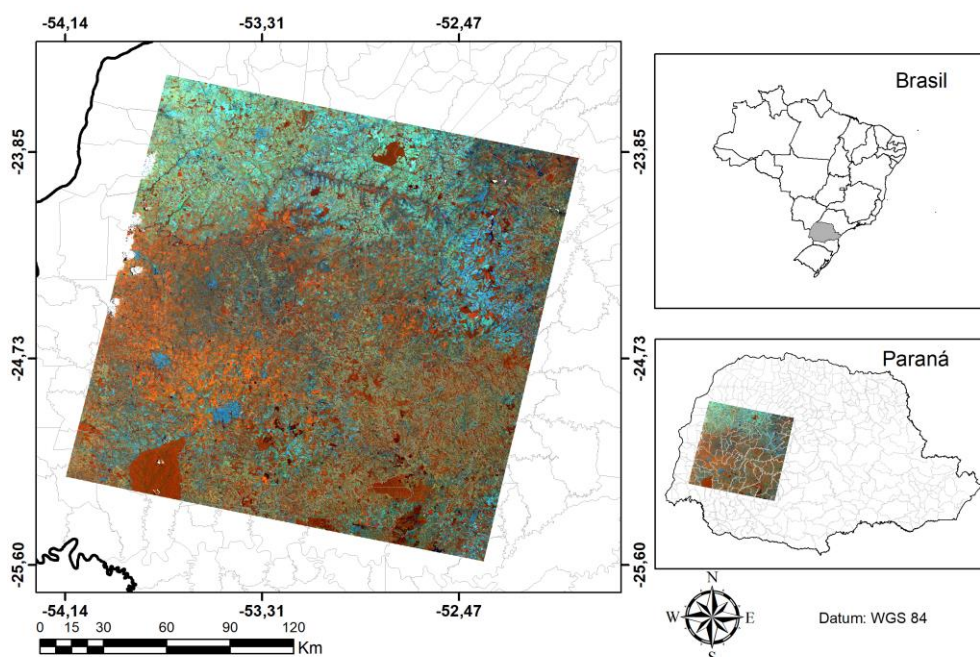 -54,14 -53,31 -52,47
-23,85 -23,85
-24,73 -24,73
-25,60 -25,60
-54,14 -53,31 -52,47
0 15 30 60 90 120
Km
Brasil
Paraná
N
W E
S
Datum: WGS 84